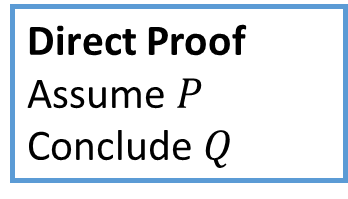 Direct Proof
Assume P
Conclude Q